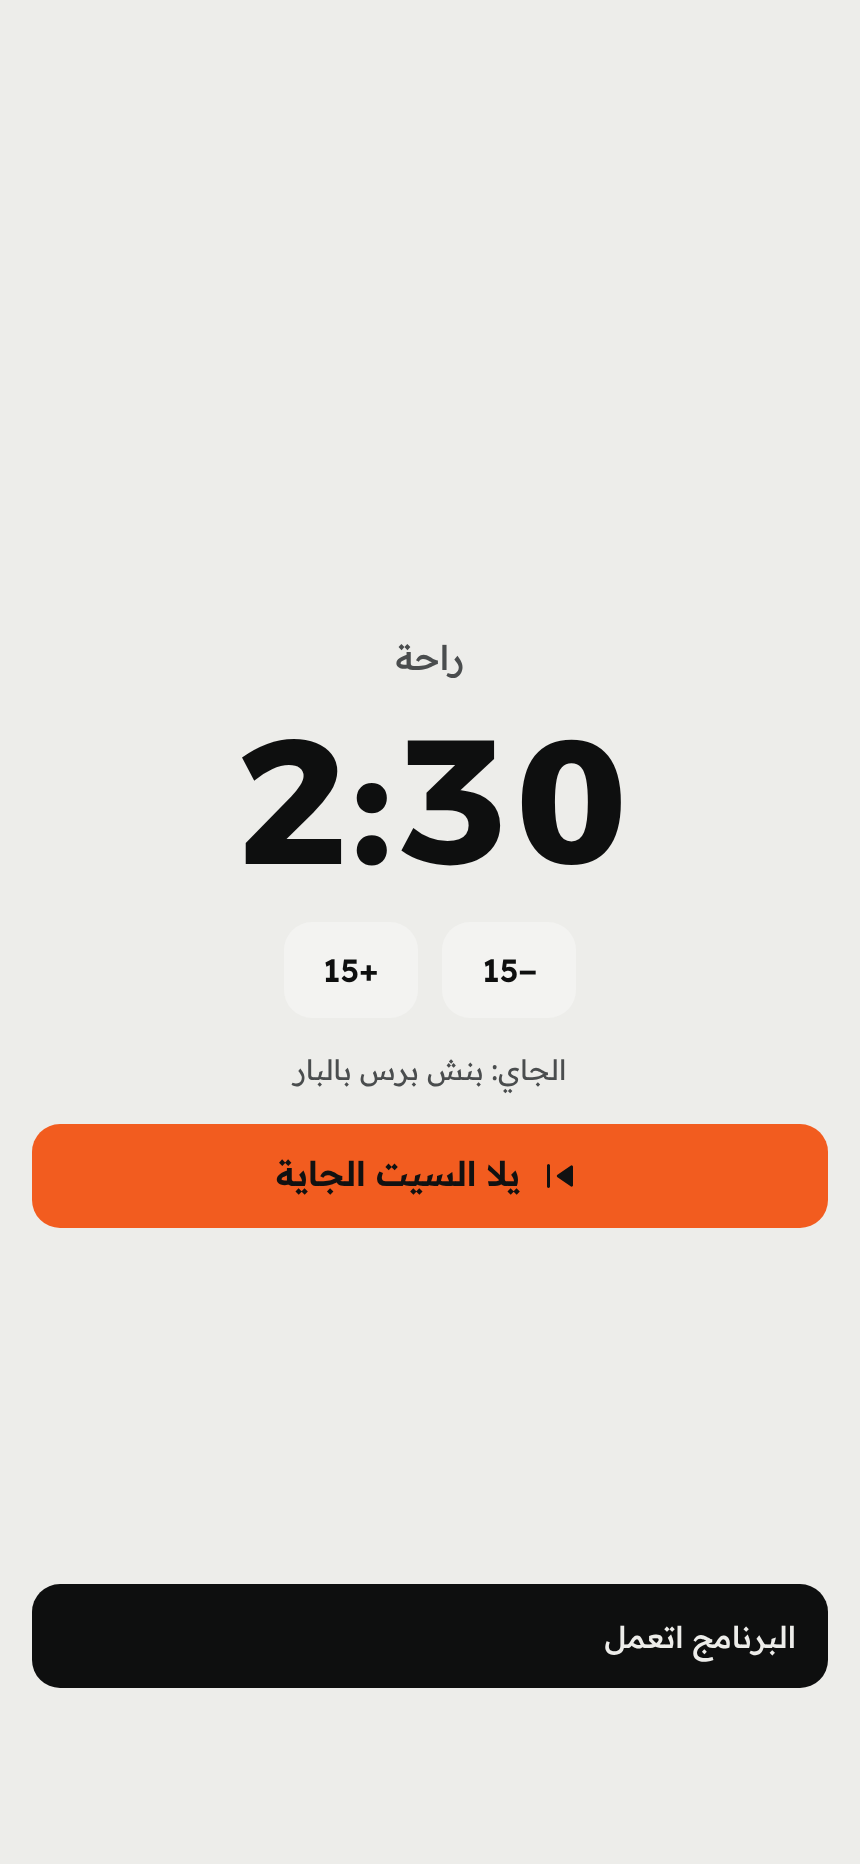 راحة
2:30
−15
+15
الجاي: بنش برس بالبار
يلا السيت الجاية
البرنامج اتعمل